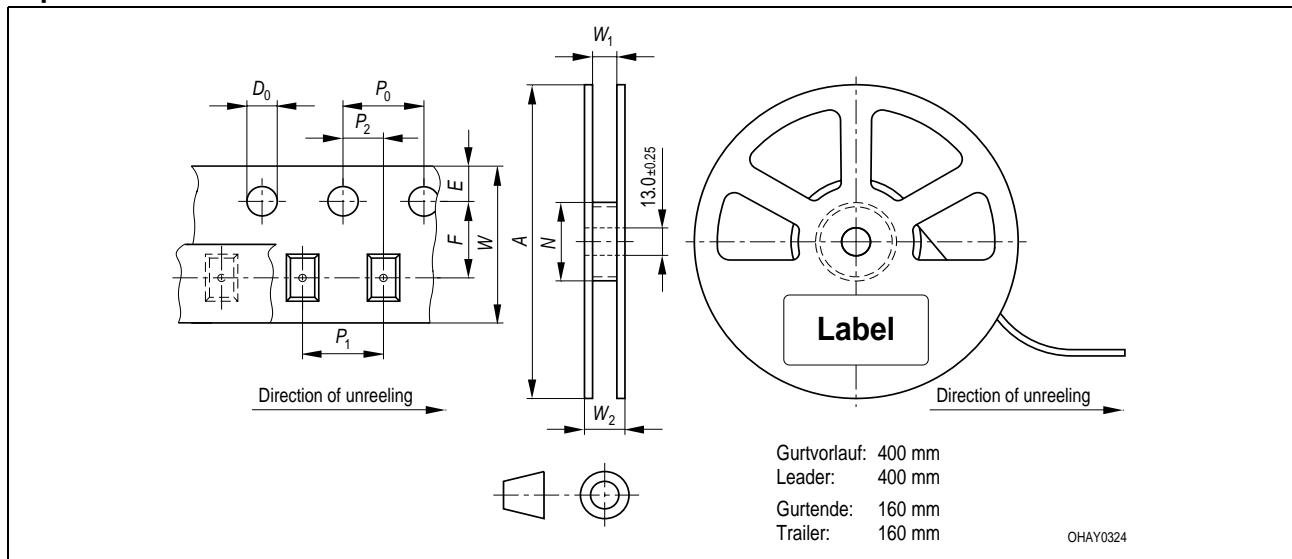 W1
D0
P0
P2
E
F
W
A
N
13.0±0.25
Label
P1
Direction of unreeling
W2
Direction of unreeling
Gurtvorlauf: 400 mm
Leader: 400 mm
Gurtende: 160 mm
Trailer: 160 mm
OHAY0324